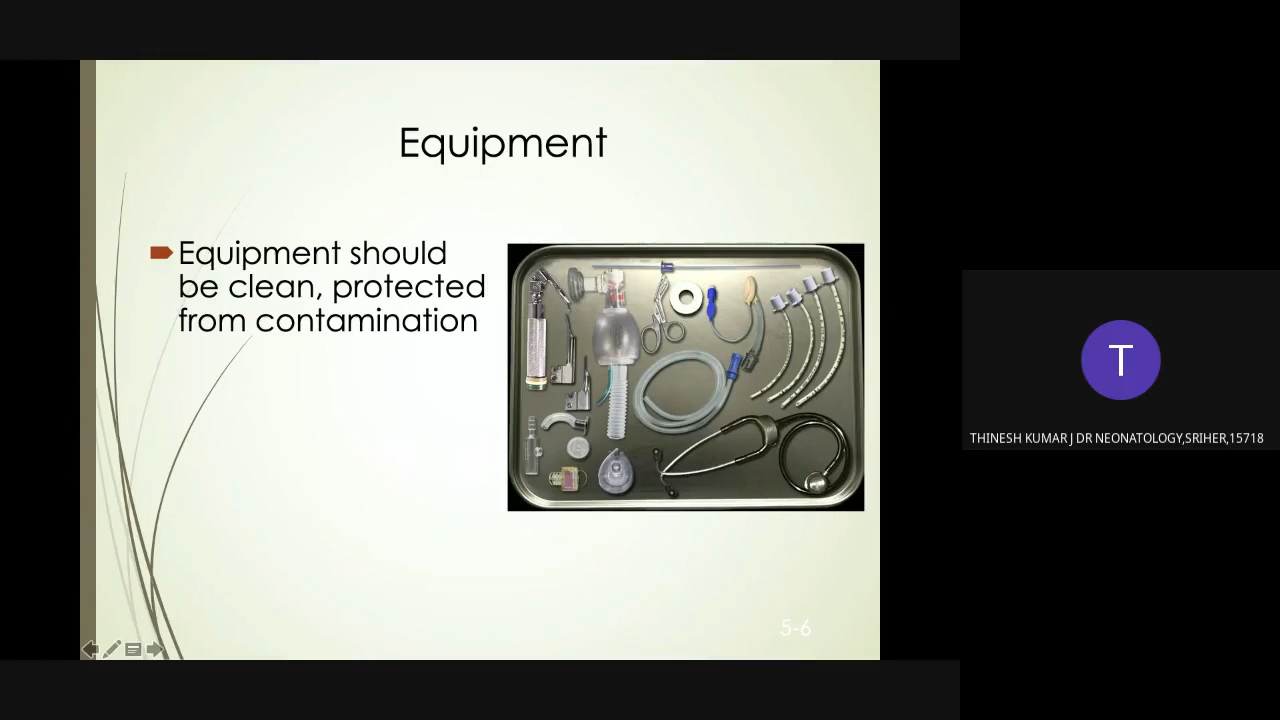 Equipment
Equipment should
be clean, protected
from contamination
5-6
T
THINESH KUMAR J DR NEONATOLOGY,SRIHER,15718